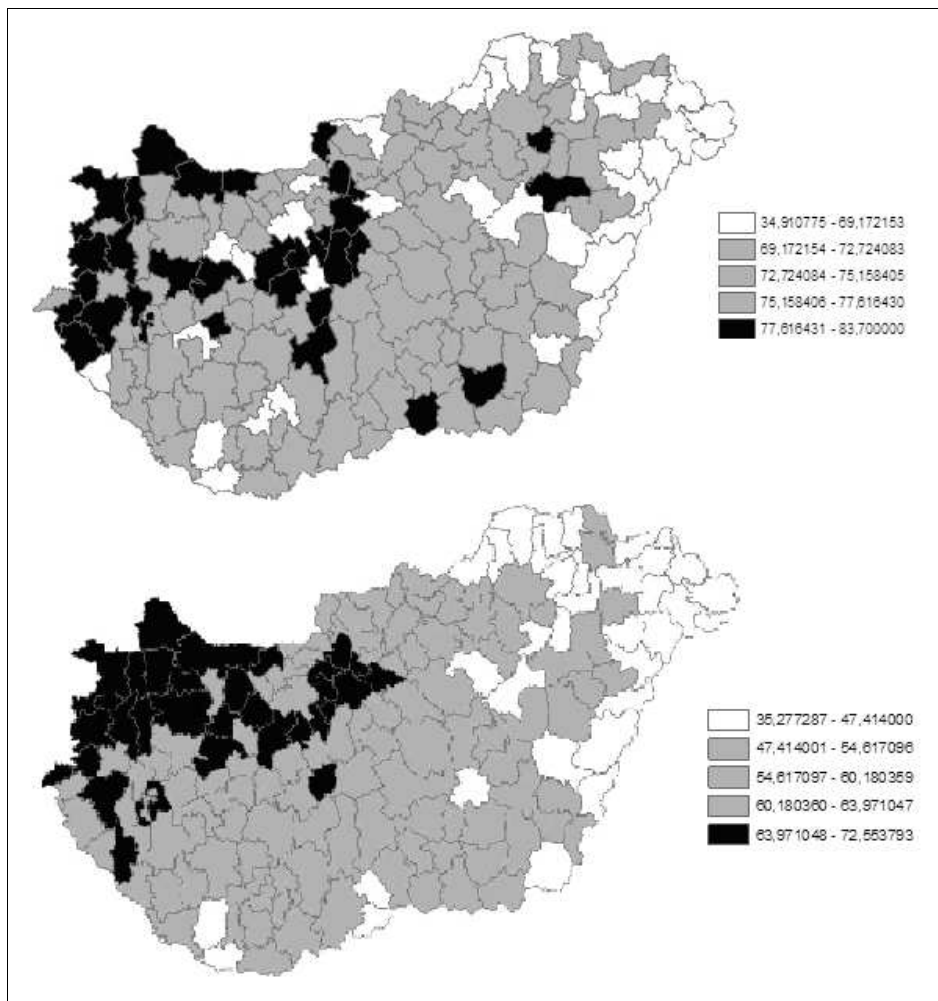 34,910775 - 69,172153
69,172154 - 72,724083
72,724084 - 75,158405
75,158406 - 77,616430
77,616431 - 83,700000
35,277287 - 47,414000
47,414001 - 54,617096
54,617097 - 60,180359
60,180360 - 63,971047
63,971048 - 72,553793